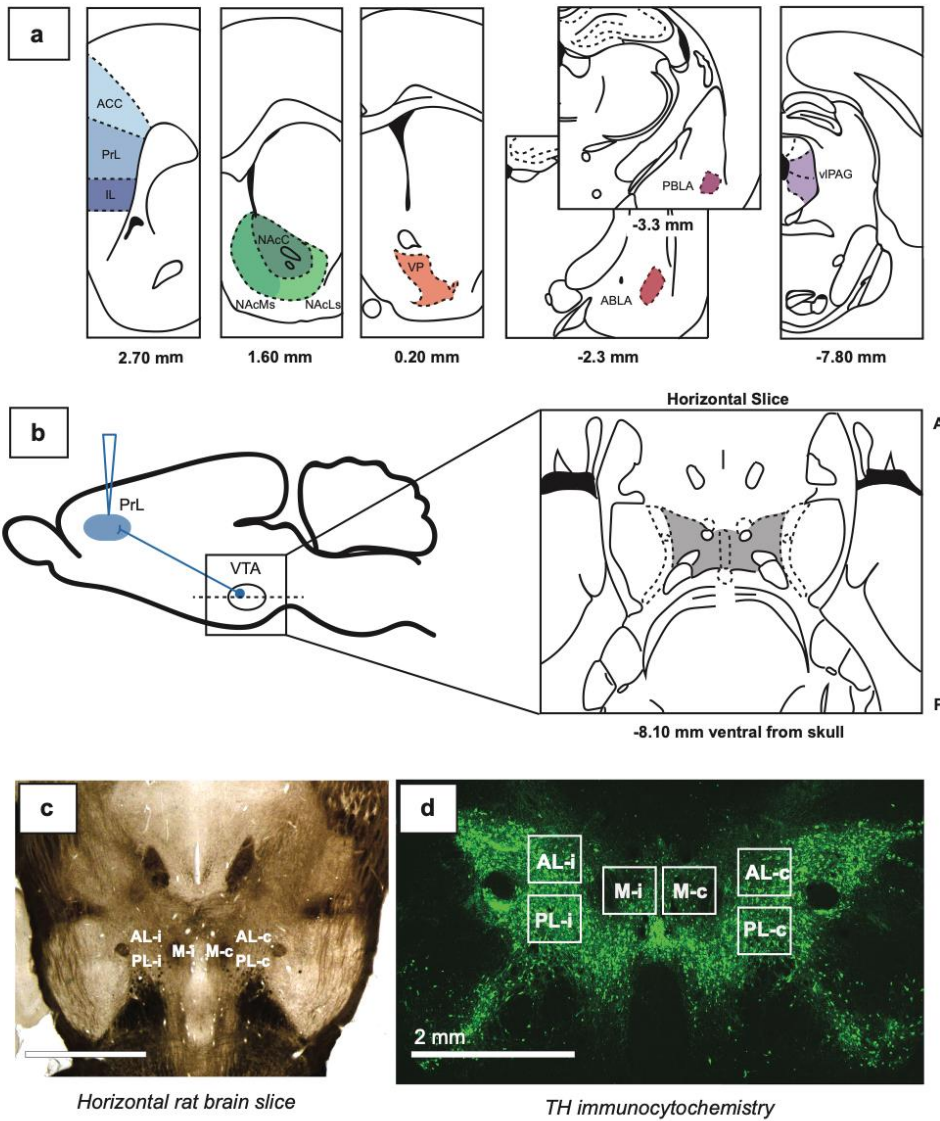 a
ACC
PrL
IL
NAcC
NAcMs
NAcLs
VP
PBLA
-3.3 mm
ABLA
vlPAG
2.70 mm
1.60 mm
0.20 mm
-2.3 mm
-7.80 mm
b
PrL
VTA
Horizontal Slice
A
P
-8.10 mm ventral from skull
c
AL-i
AL-c
M-i
M-c
PL-i
PL-c
Horizontal rat brain slice
d
AL-i
AL-c
M-i
M-c
PL-i
PL-c
2 mm
TH immunocytochemistry